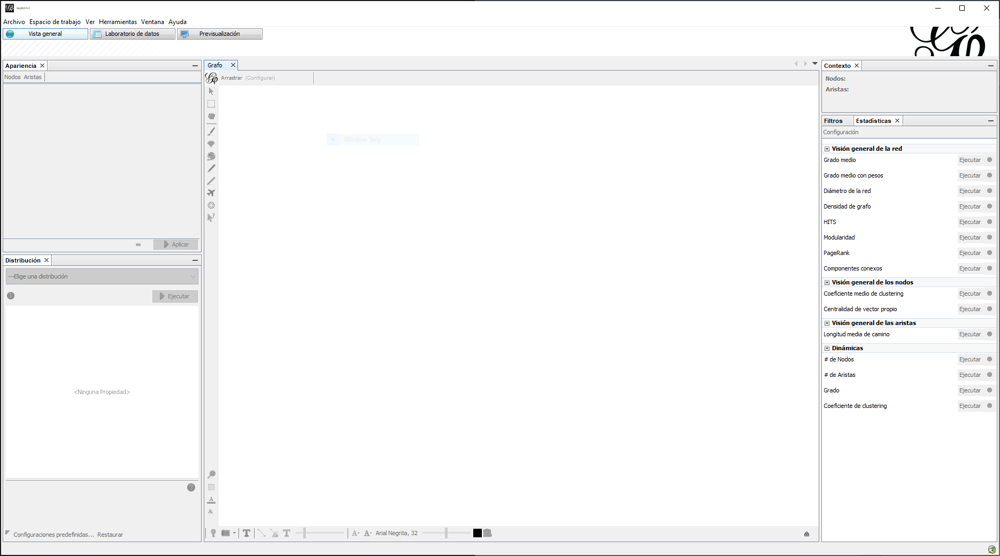 Gephi 0.9.2
Archivo Espacio de trabajo Ver Herramientas Ventana Ayuda
Vista general Laboratorio de datos Previsualización
Apariencia
Nodos Aristas
Aplicar
Distribución
---Elige una distribución
Ejecutar
<Ninguna Propiedad>
Configuraciones predefinidas... Restaurar
Grafo
Arrastrar (Configurar)
Window Snip
Arial Negrita, 32
Contexto
Nodos:
Aristas:
Filtros Estadísticas
Configuración
Visión general de la red
Grado medio Ejecutar
Grado medio con pesos Ejecutar
Diámetro de la red Ejecutar
Densidad de grafo Ejecutar
HITS Ejecutar
Modularidad Ejecutar
PageRank Ejecutar
Componentes conexos Ejecutar
Visión general de los nodos
Coeficiente medio de clustering Ejecutar
Centralidad de vector propio Ejecutar
Visión general de las aristas
Longitud media de camino Ejecutar
Dinámicas
# de Nodos Ejecutar
# de Aristas Ejecutar
Grado Ejecutar
Coeficiente de clustering Ejecutar